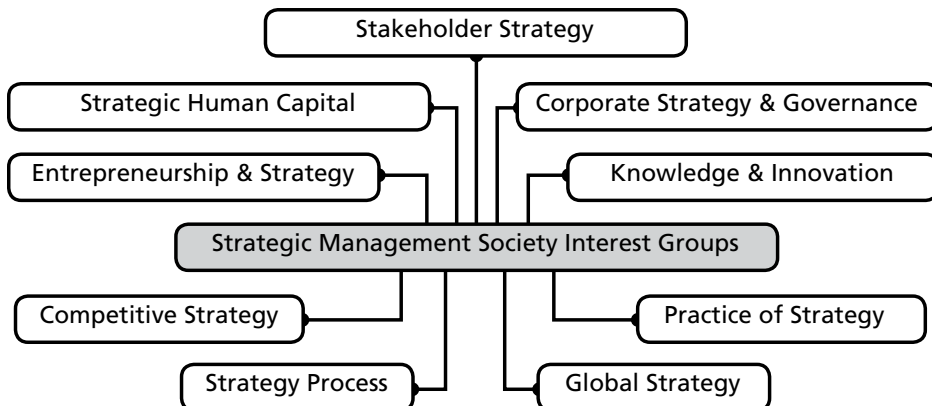 Stakeholder Strategy
Strategic Human Capital
Corporate Strategy & Governance
Entrepreneurship & Strategy
Knowledge & Innovation
Strategic Management Society Interest Groups
Competitive Strategy
Practice of Strategy
Strategy Process
Global Strategy